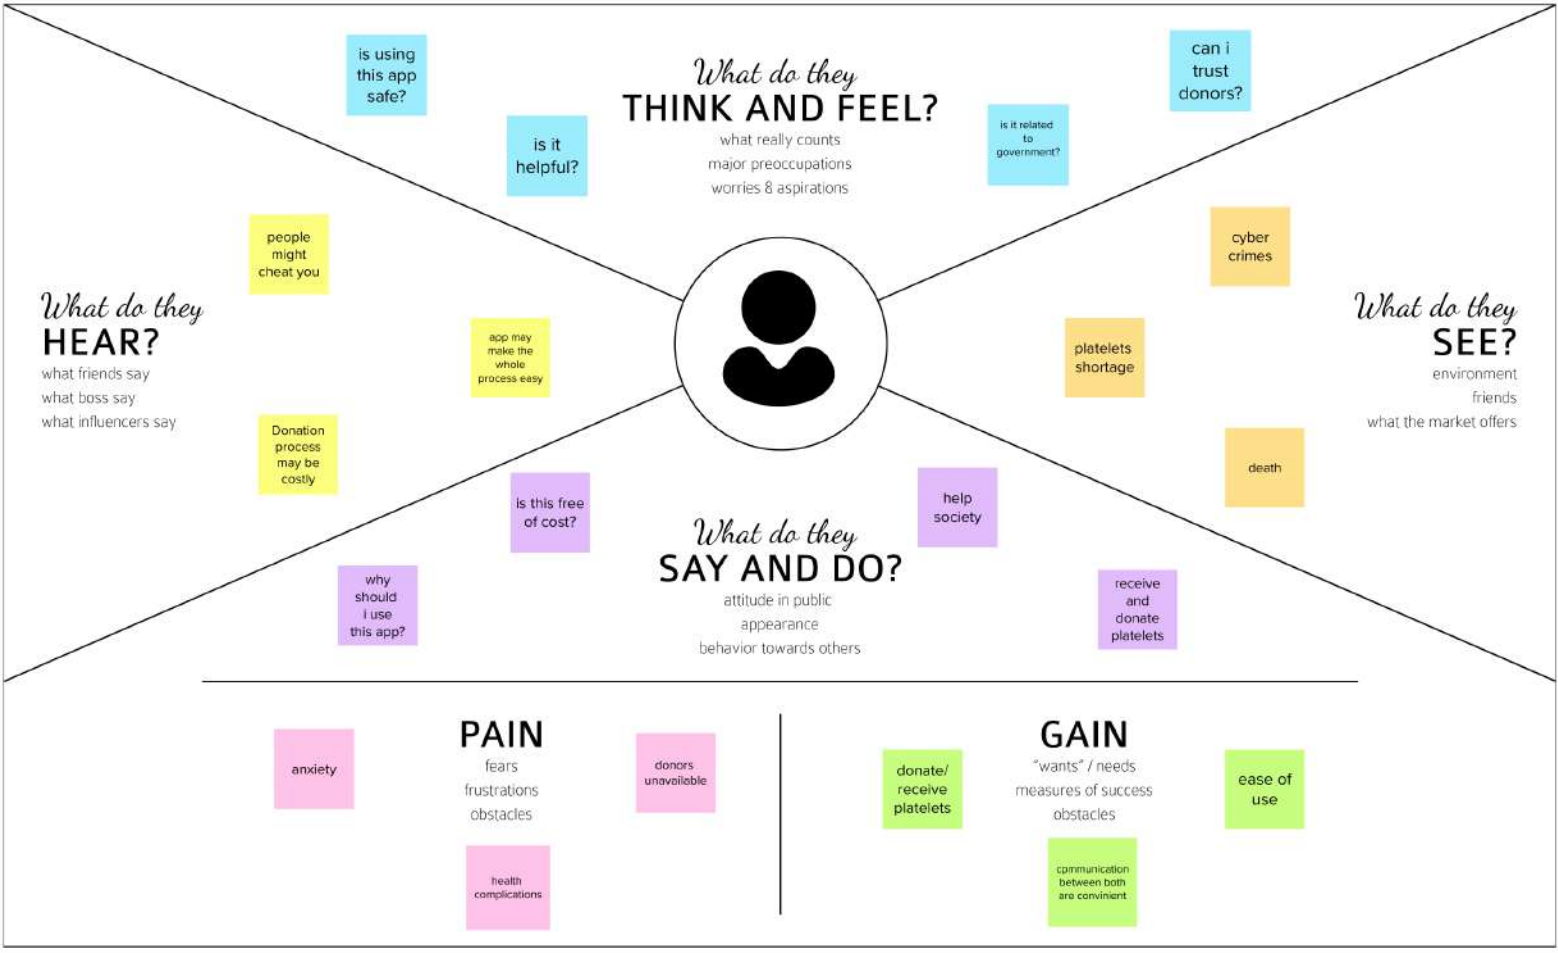 is using
this app
safe?
is it
helpful?
What do they
THINK AND FEEL?
what really counts
major preoccupations
worries & aspirations
is it related
to
government?
can i
trust
donors?
people
might
cheat you
What do they
HEAR?
what friends say
what boss say
what influencers say
app may
make the
whole
process easy
Donation
process
may be
costly
cyber
crimes
platelets
shortage
What do they
SEE?
environment
friends
what the market offers
death
is this free
of cost?
why
should
i use
this app?
What do they
SAY AND DO?
attitude in public
appearance
behavior towards others
help
society
receive
and
donate
platelets
anxiety
PAIN
fears
frustrations
obstacles
donors
unavailable
health
complications
donate/
receive
platelets
GAIN
"wants" / needs
measures of success
obstacles
ease of
use
cpmmunication
between both
are convinient